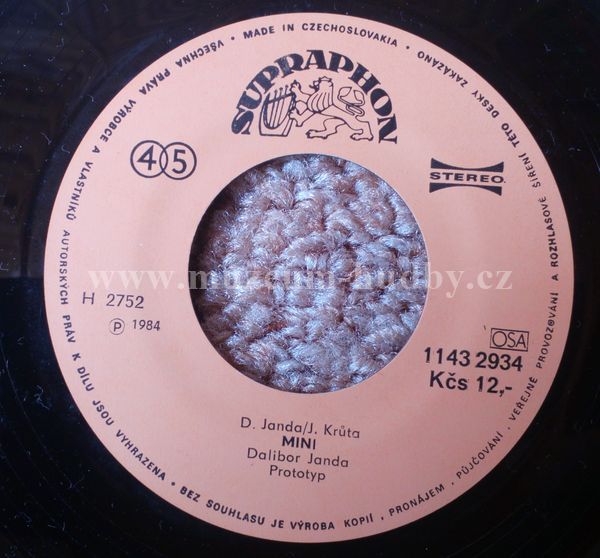 VŠECHNA PRÁVA VÝROBCE A VLASTNÍKŮ AUTORSKÝCH PRÁV K DÍLU JSOU VYHRAZENA • BEZ SOUHLASU JE VÝROBA KOPIÍ, PRONÁJEM, PŮJČOVÁNÍ, VEŘEJNÉ PROVOZOVÁNÍ A ROZHLASOVÉ ŠÍŘENÍ TÉTO DESKY ZAKÁZÁNO • MADE IN CZECHOSLOVAKIA •
SUPRAPHON
45
STEREO
www.muzeum-hudby.cz
H 2752
Ⓟ 1984
OSA
1143 2934
Kčs 12,-
D. Janda/J. Krůta
MINI
Dalibor Janda
Prototyp